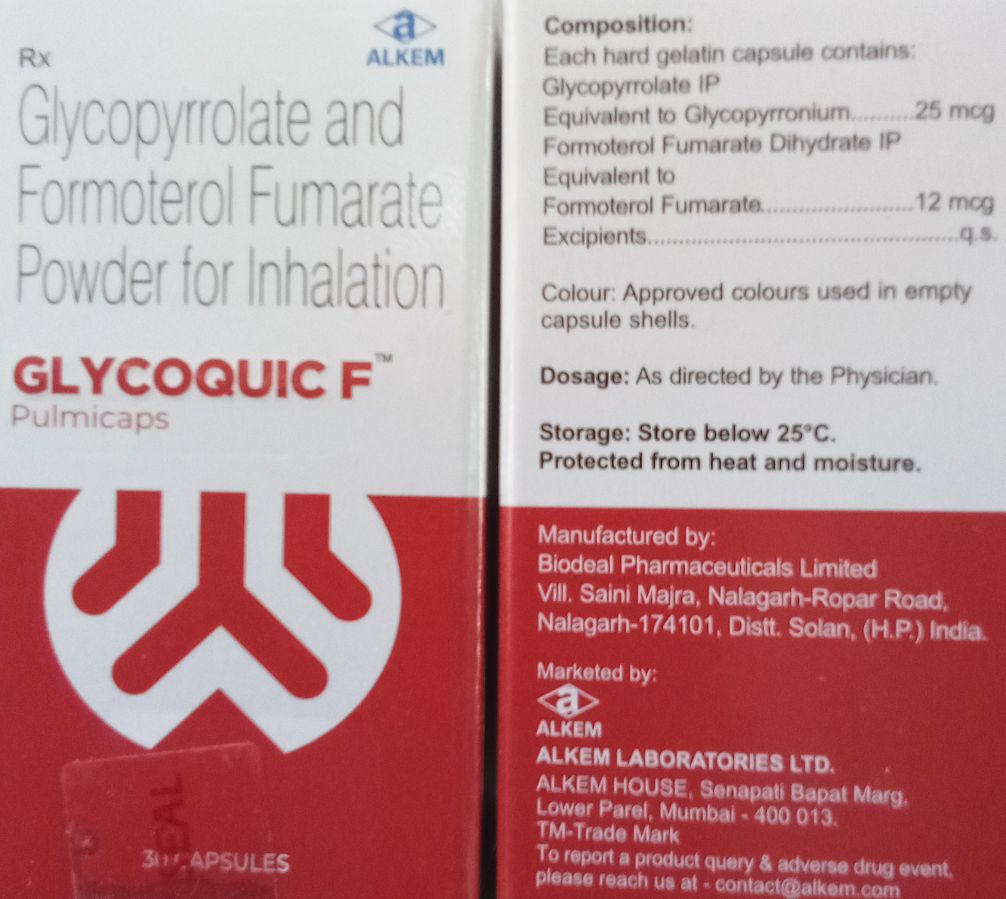 Rx
a
ALKEM
Glycopyrrolate and
Formoterol Fumarate
Powder for Inhalation
GLYCOQUIC F™
Pulmicaps
SEAL
30 CAPSULES
Composition:
Each hard gelatin capsule contains:
Glycopyrrolate IP
Equivalent to Glycopyrronium..........25 mcg
Formoterol Fumarate Dihydrate IP
Equivalent to
Formoterol Fumarate........................12 mcg
Excipients.................................................q.s.
Colour: Approved colours used in empty
capsule shells.
Dosage: As directed by the Physician.
Storage: Store below 25°C.
Protected from heat and moisture.
Manufactured by:
Biodeal Pharmaceuticals Limited
Vill. Saini Majra, Nalagarh-Ropar Road,
Nalagarh-174101, Distt. Solan, (H.P.) India.
Marketed by:
a
ALKEM
ALKEM LABORATORIES LTD.
ALKEM HOUSE, Senapati Bapat Marg,
Lower Parel, Mumbai - 400 013.
TM-Trade Mark
To report a product query & adverse drug event,
please reach us at - contact@alkem.com